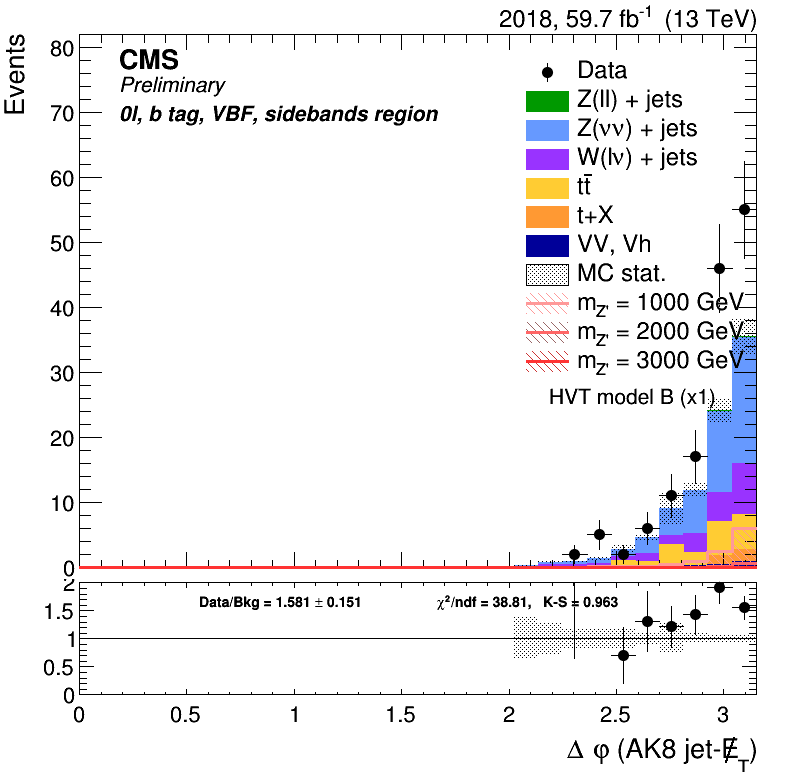 2018, 59.7 fb⁻¹ (13 TeV)
Events
CMS
Preliminary
0l, b tag, VBF, sidebands region
Data
Z(ll) + jets
Z(νν) + jets
W(lν) + jets
tt̄
t+X
VV, Vh
MC stat.
m_Z' = 1000 GeV
m_Z' = 2000 GeV
m_Z' = 3000 GeV
HVT model B (x1)
80
70
60
50
40
30
20
10
0
Data/Bkg = 1.581 ± 0.151 χ²/ndf = 38.81, K-S = 0.963
2
1.5
1
0.5
0
0 0.5 1 1.5 2 2.5 3
Δ φ (AK8 jet-E̸_T)